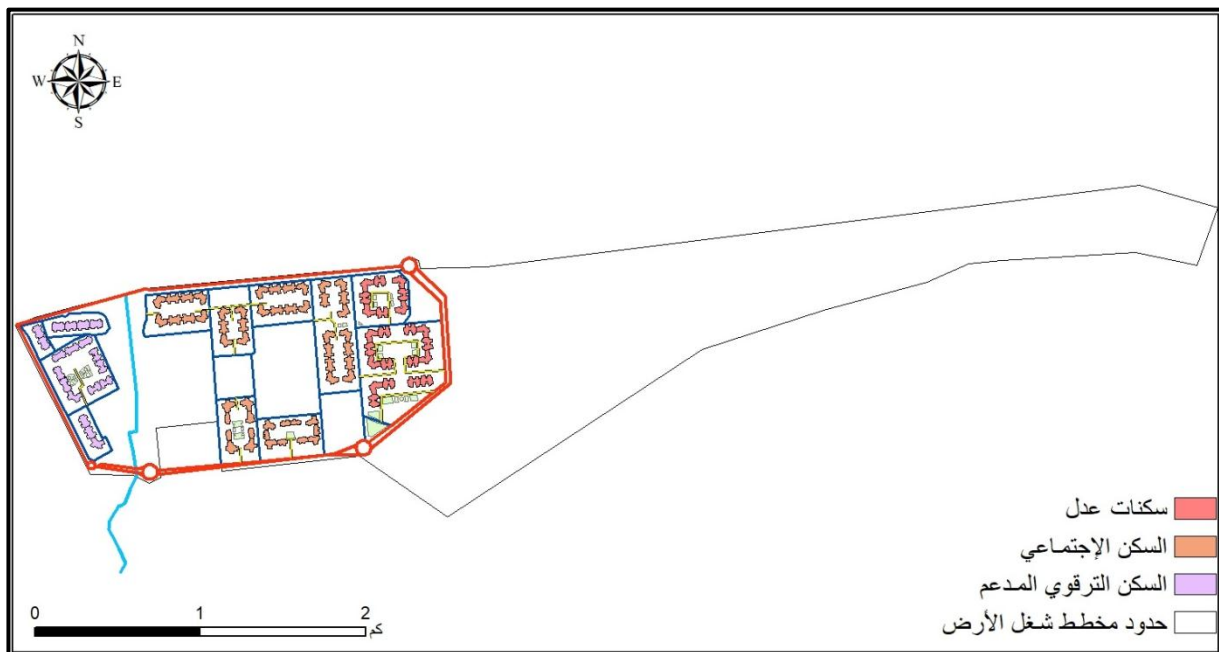 N
W E
S
سكنات عدل
السكن الإجتماعي
السكن الترقوي المدعم
حدود مخطط شغل الأرض
0 1 2
كم